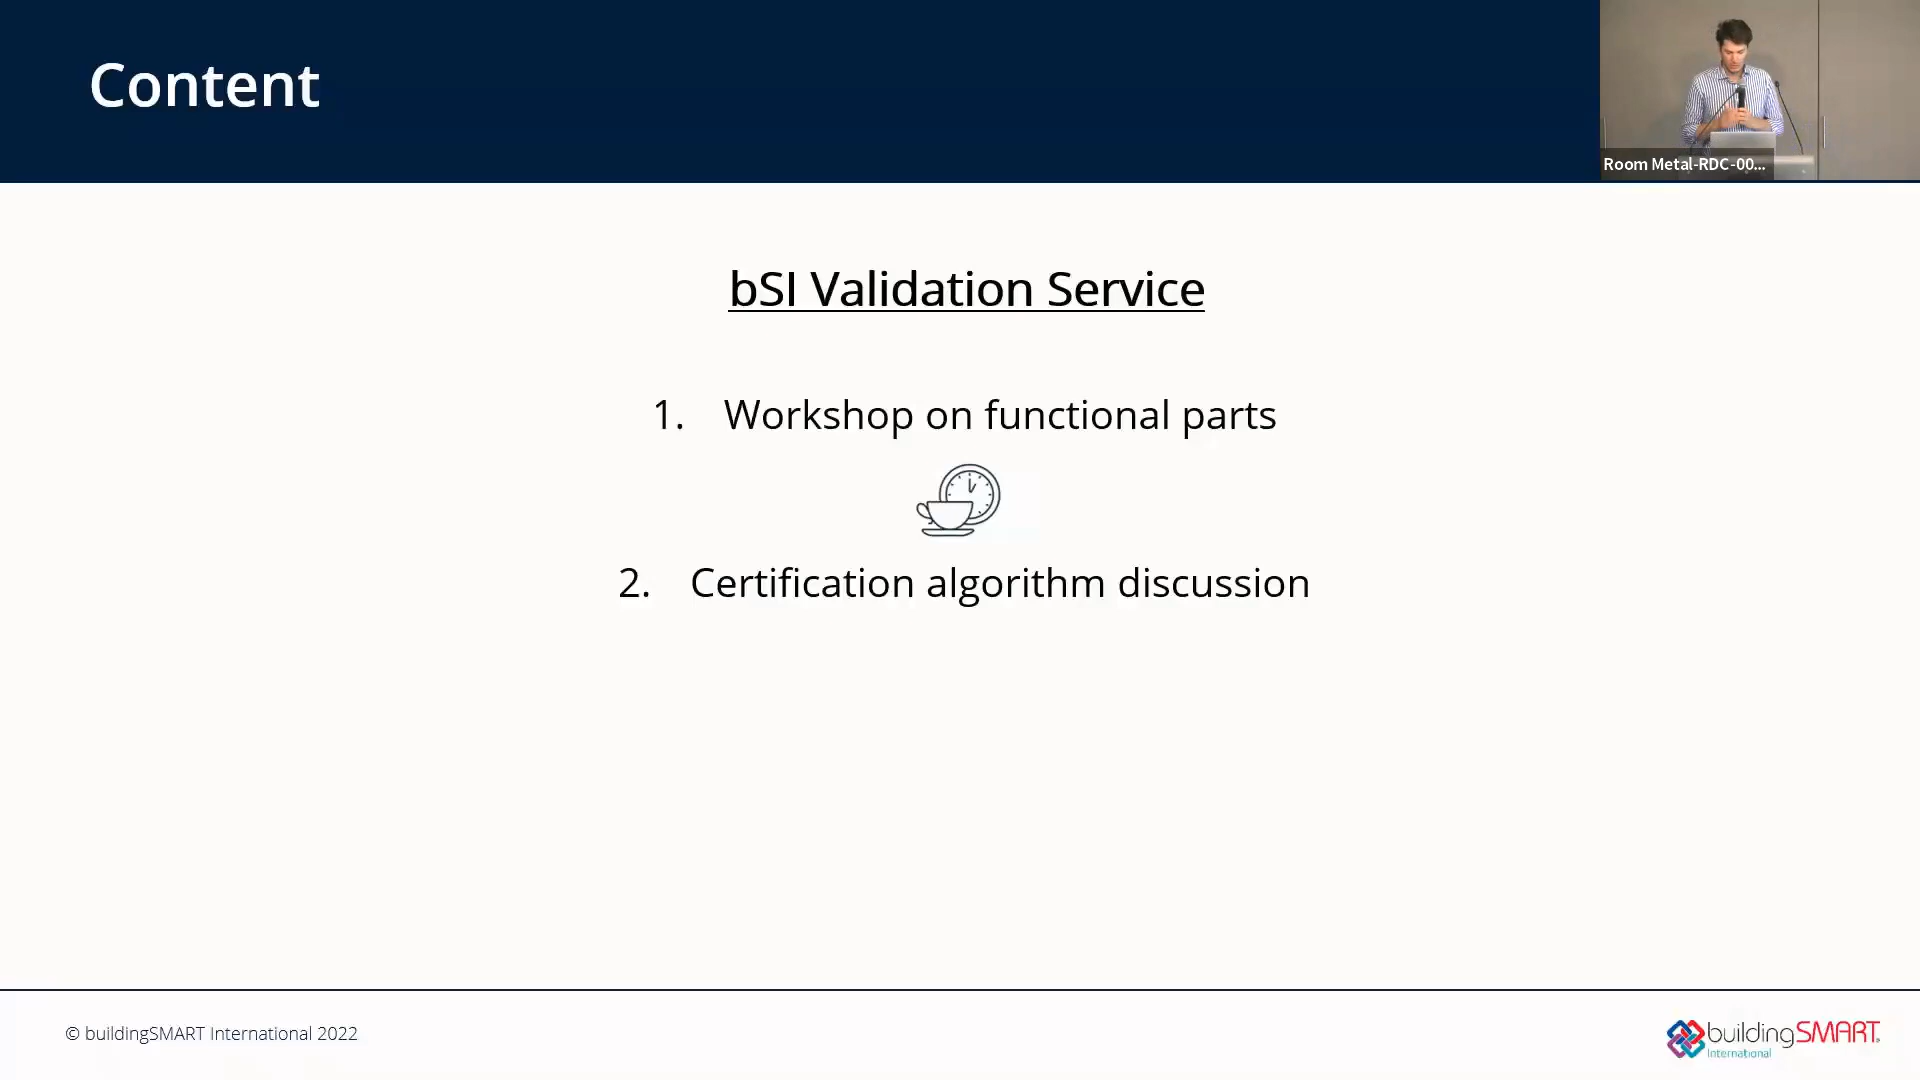 Content
Room Metal-RDC-00...
bSI Validation Service
1. Workshop on functional parts
2. Certification algorithm discussion
© buildingSMART International 2022
buildingSMART
International